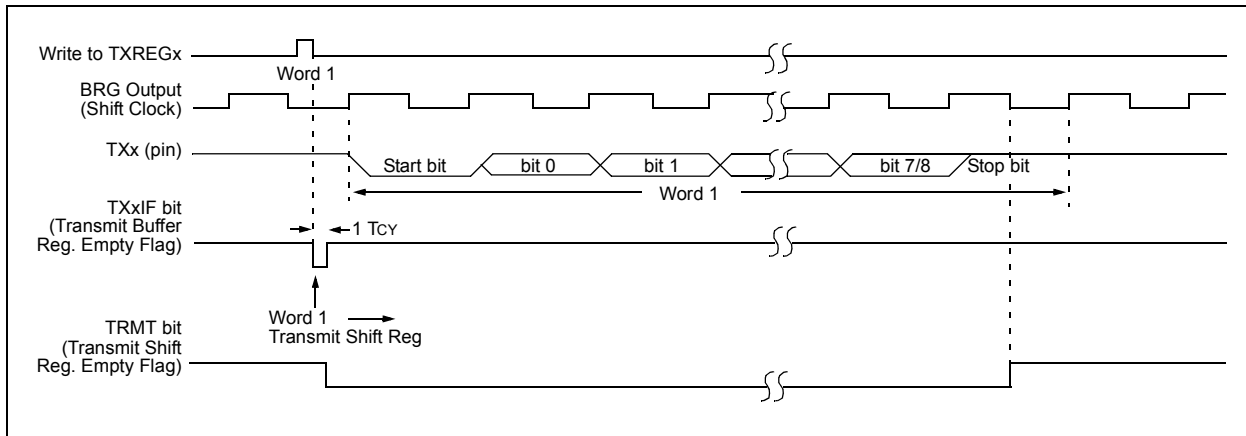 Write to TXREGx
Word 1
BRG Output
(Shift Clock)
TXx (pin)
Start bit
bit 0
bit 1
bit 7/8
Stop bit
Word 1
TXxIF bit
(Transmit Buffer
Reg. Empty Flag)
1 TCY
Word 1
Transmit Shift Reg
TRMT bit
(Transmit Shift
Reg. Empty Flag)